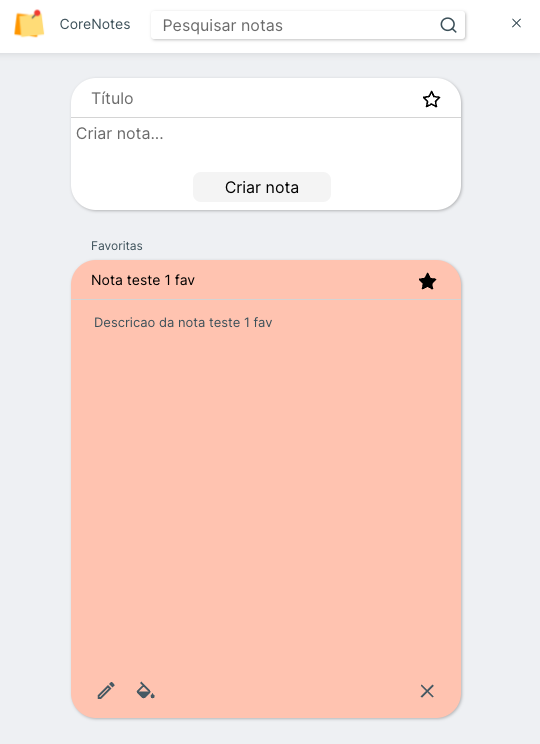 CoreNotes
Pesquisar notas
Título
Criar nota...
Criar nota
Favoritas
Nota teste 1 fav
Descricao da nota teste 1 fav